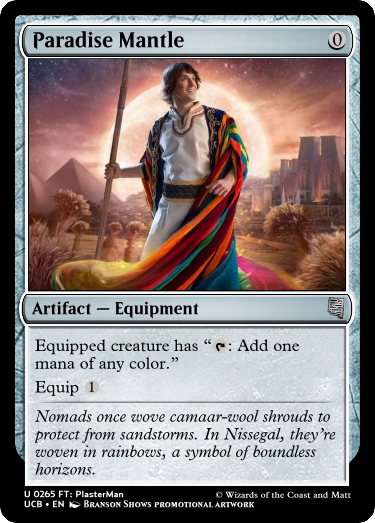 Paradise Mantle 0
Artifact — Equipment
Equipped creature has “: Add one
mana of any color.”
Equip 1
Nomads once wove camaar-wool shrouds to
protect from sandstorms. In Nissegal, they’re
woven in rainbows, a symbol of boundless
horizons.
U 0265 FT: PlasterMan
© Wizards of the Coast and Matt
UCB • EN Branson Shows promotional artwork